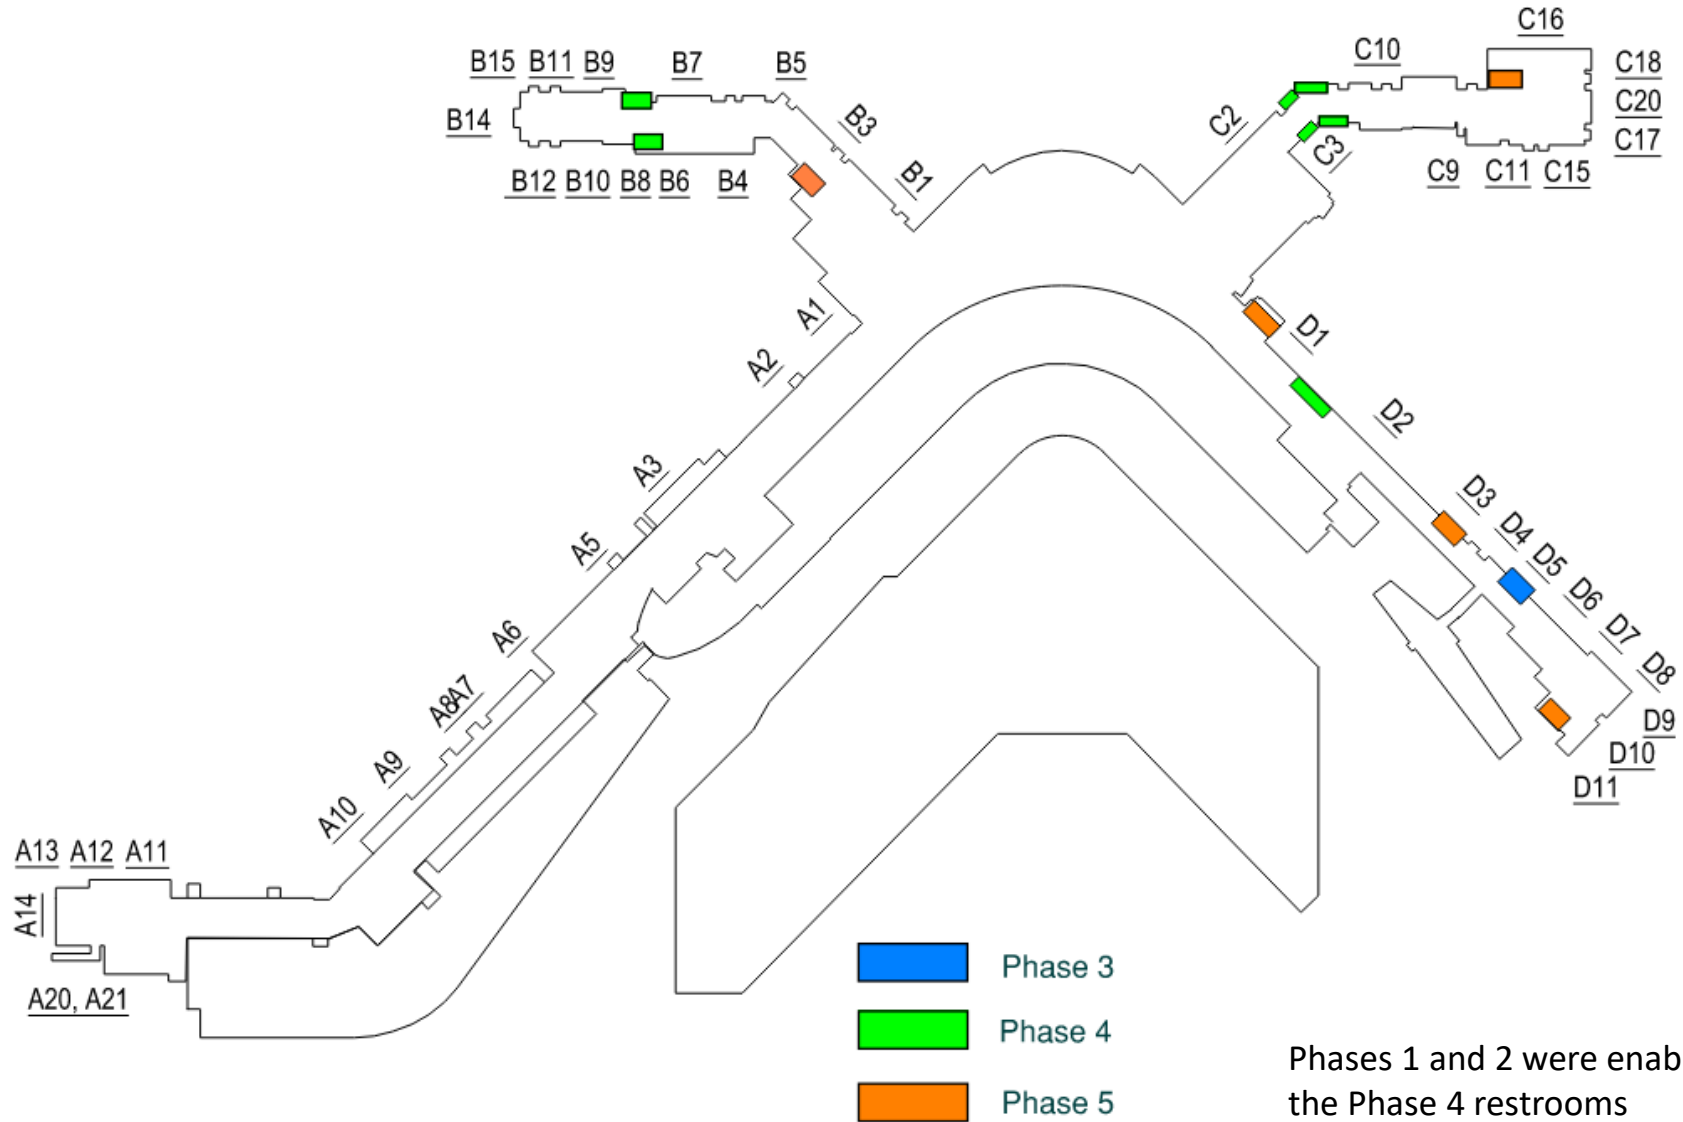 C16
B15 B11 B9 B7 B5 C10 C18
B14 B3 C2 C20
C3 C17
B12 B10 B8 B6 B4 B1 C9 C11 C15
A1 D1
A2
D2
A3
D3
A5 D4
D5
A6 D6
D7
A8A7 D8
A9 D9
D10
A10 D11
A13 A12 A11
A14
Phase 3
A20, A21
Phase 4
Phases 1 and 2 were enab
Phase 5
the Phase 4 restrooms